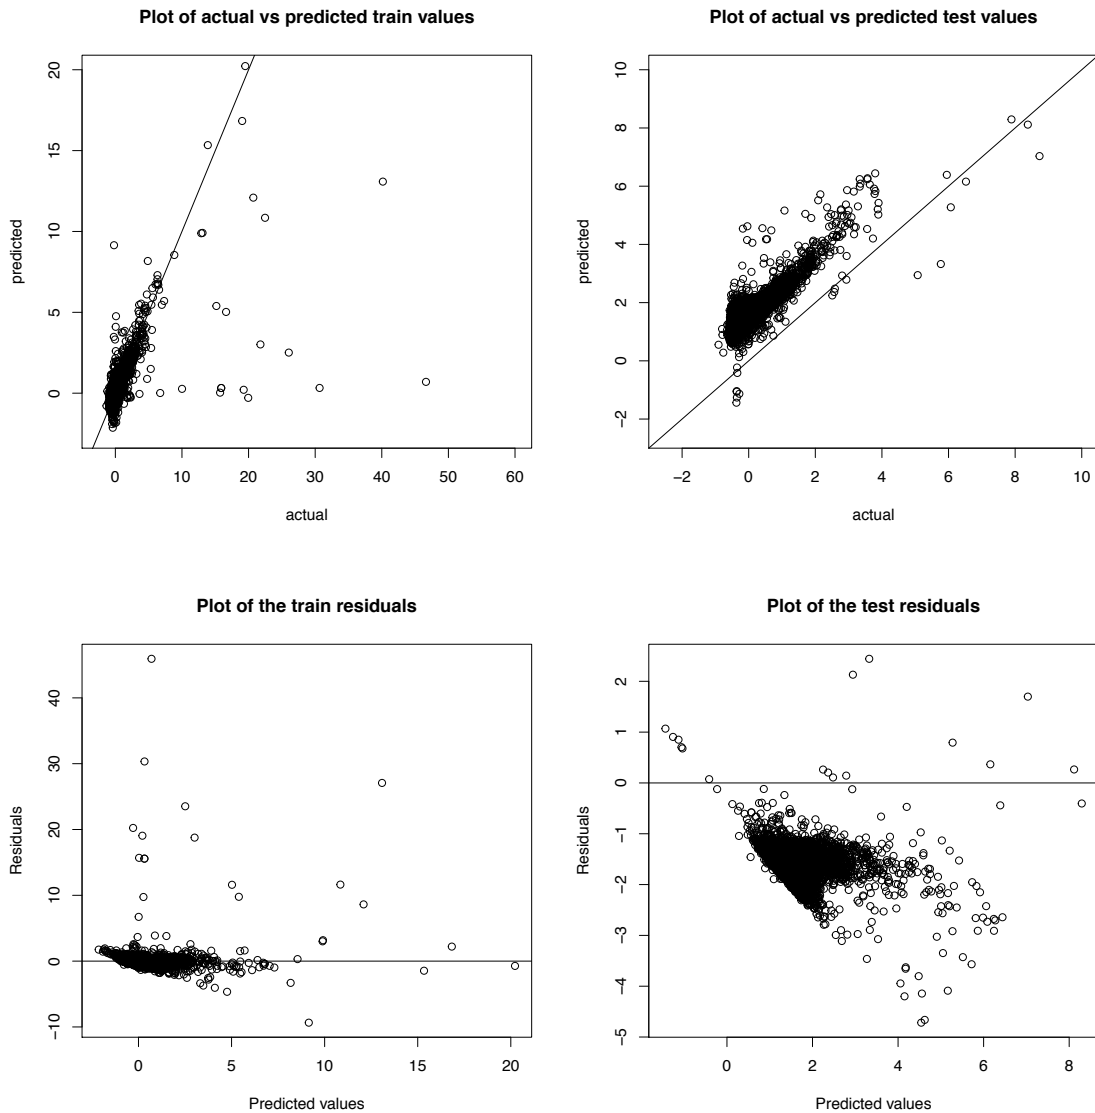 Plot of actual vs predicted train values
predicted
20
15
10
5
0
0 10 20 30 40 50 60
actual
Plot of actual vs predicted test values
predicted
10
8
6
4
2
0
−2
−2 0 2 4 6 8 10
actual
Plot of the train residuals
Residuals
40
30
20
10
0
−10
0 5 10 15 20
Predicted values
Plot of the test residuals
Residuals
2
1
0
−1
−2
−3
−4
−5
0 2 4 6 8
Predicted values